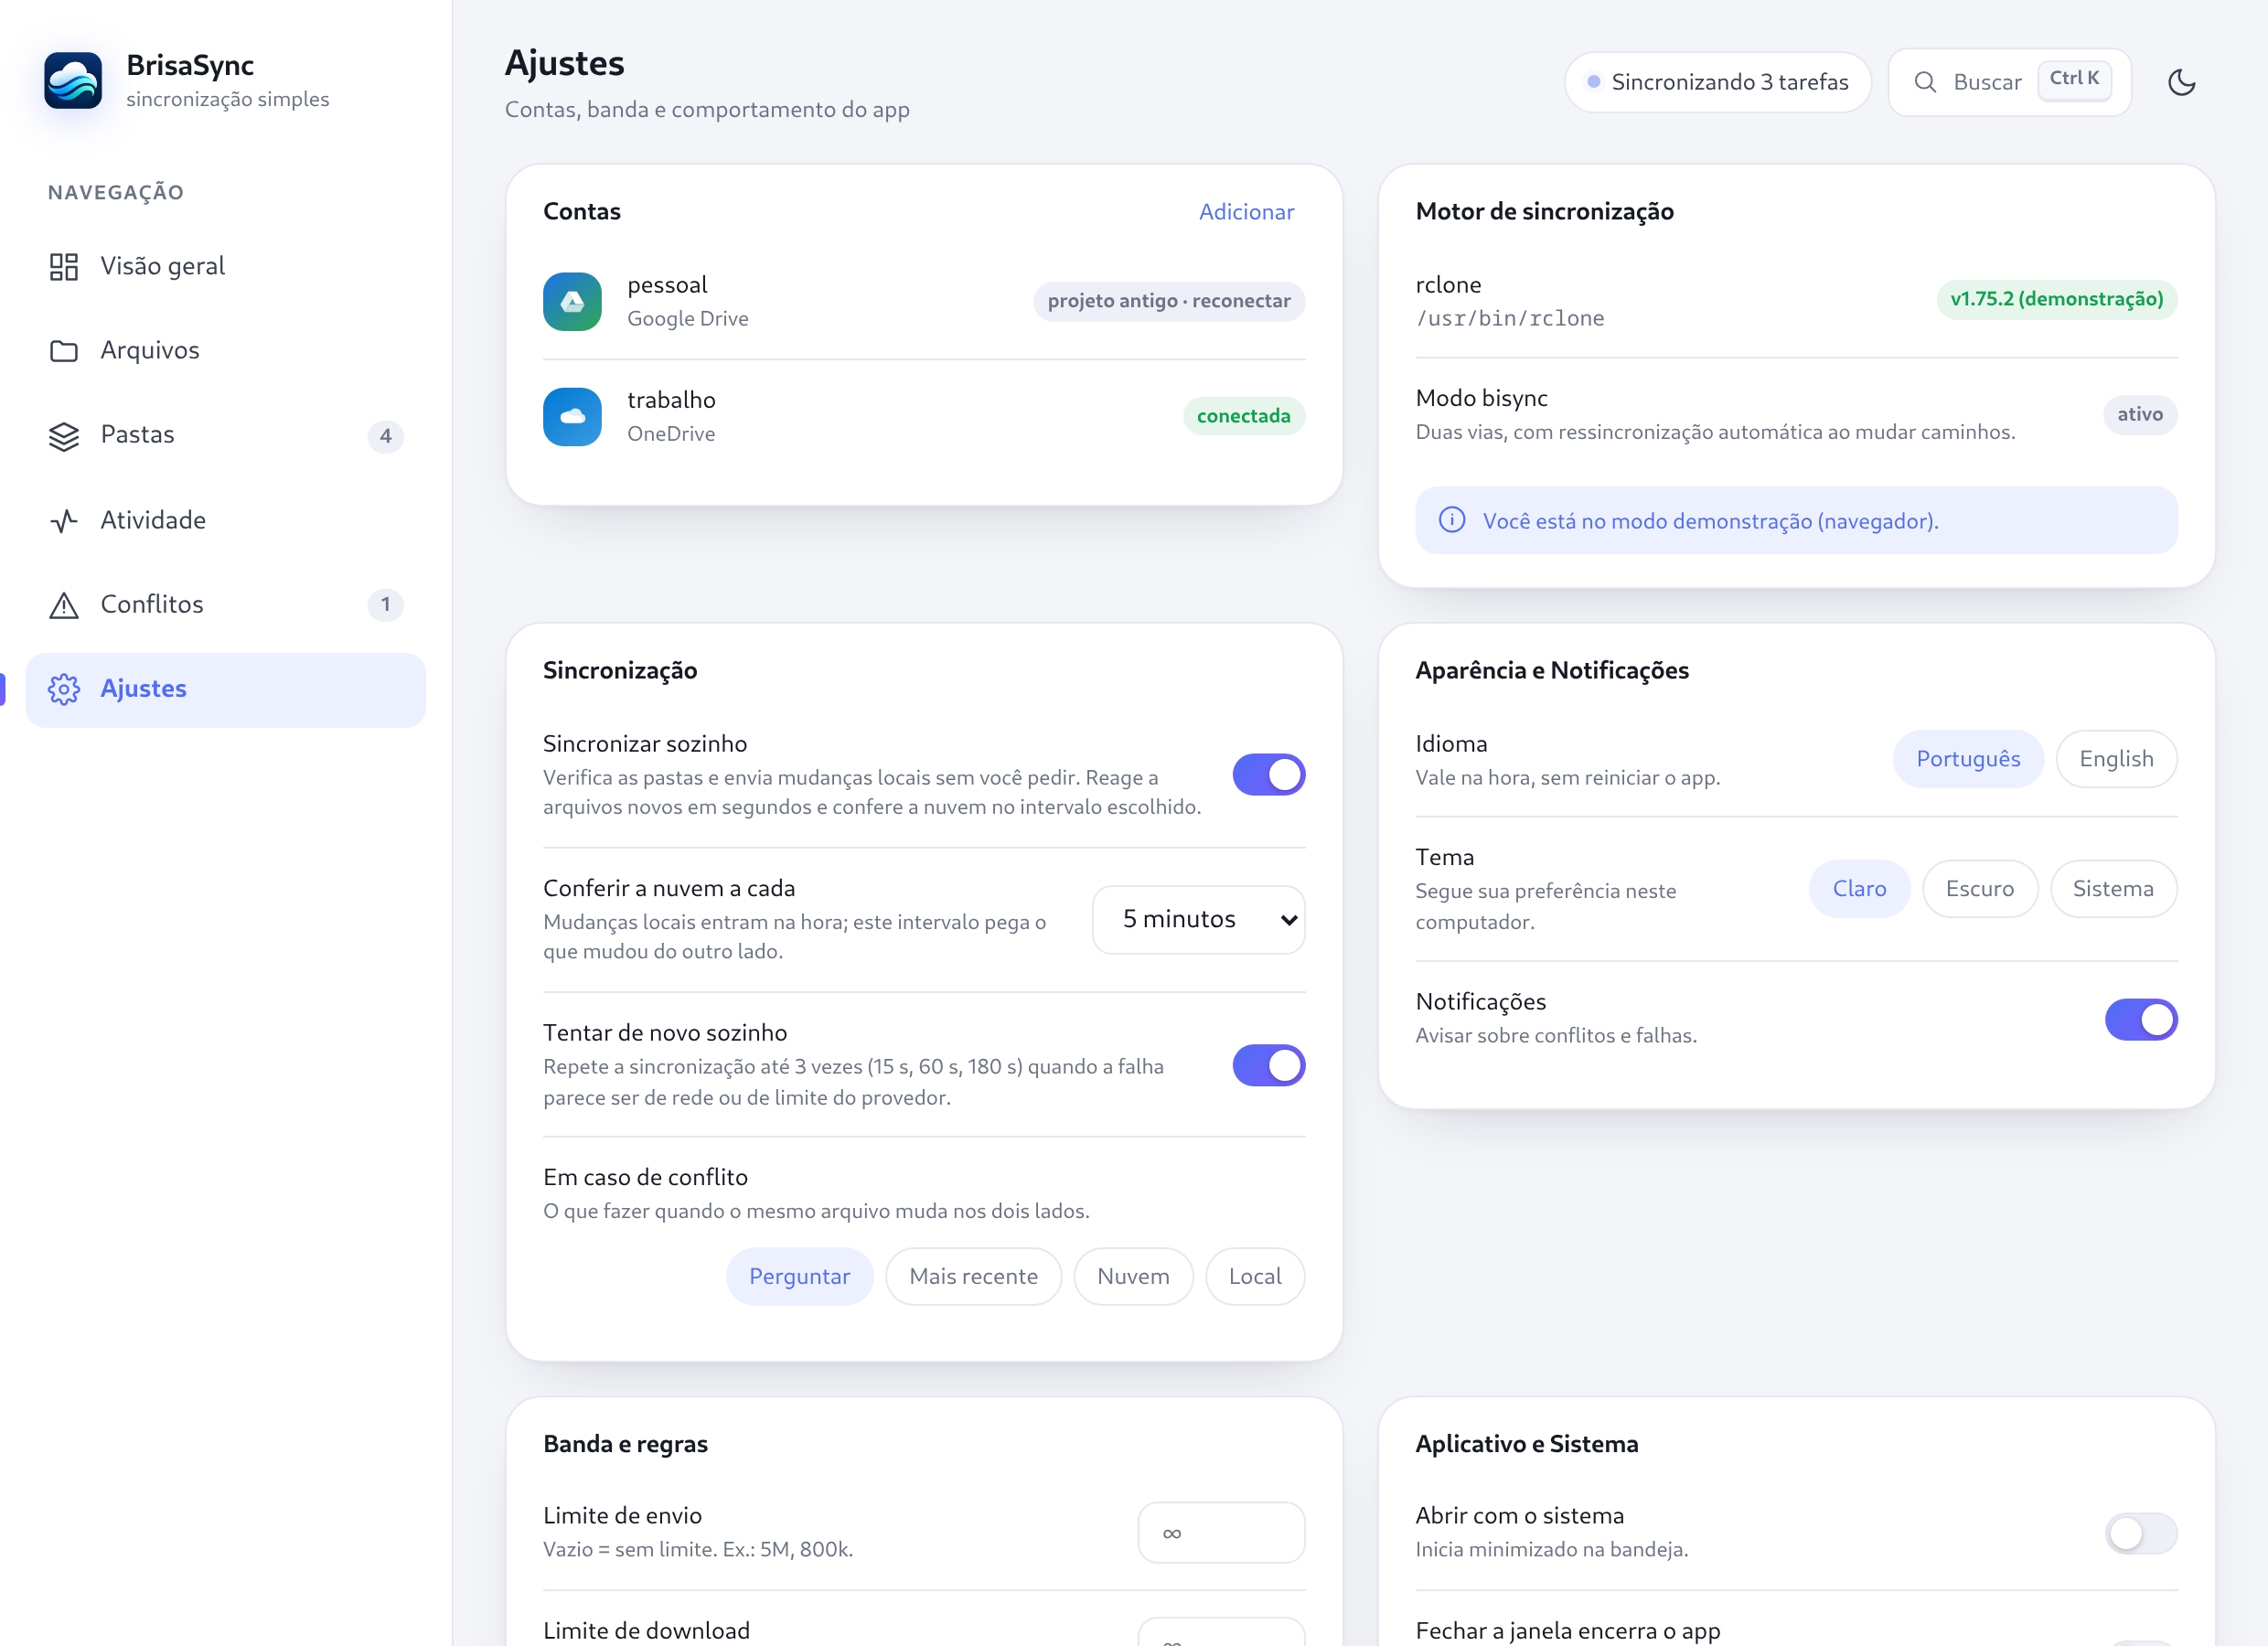 BrisaSync
sincronização simples
NAVEGAÇÃO
Visão geral
Arquivos
Pastas
4
Atividade
Conflitos
1
Ajustes
Ajustes
Contas, banda e comportamento do app
Sincronizando 3 tarefas
Buscar
Ctrl K
Contas
Adicionar
pessoal
Google Drive
projeto antigo · reconectar
trabalho
OneDrive
conectada
Motor de sincronização
rclone
/usr/bin/rclone
v1.75.2 (demonstração)
Modo bisync
Duas vias, com ressincronização automática ao mudar caminhos.
ativo
Você está no modo demonstração (navegador).
Sincronização
Sincronizar sozinho
Verifica as pastas e envia mudanças locais sem você pedir. Reage a
arquivos novos em segundos e confere a nuvem no intervalo escolhido.
Conferir a nuvem a cada
Mudanças locais entram na hora; este intervalo pega o
que mudou do outro lado.
5 minutos
Tentar de novo sozinho
Repete a sincronização até 3 vezes (15 s, 60 s, 180 s) quando a falha
parece ser de rede ou de limite do provedor.
Em caso de conflito
O que fazer quando o mesmo arquivo muda nos dois lados.
Perguntar
Mais recente
Nuvem
Local
Aparência e Notificações
Idioma
Vale na hora, sem reiniciar o app.
Português
English
Tema
Segue sua preferência neste
computador.
Claro
Escuro
Sistema
Notificações
Avisar sobre conflitos e falhas.
Banda e regras
Limite de envio
Vazio = sem limite. Ex.: 5M, 800k.
∞
Limite de download
∞
Aplicativo e Sistema
Abrir com o sistema
Inicia minimizado na bandeja.
Fechar a janela encerra o app